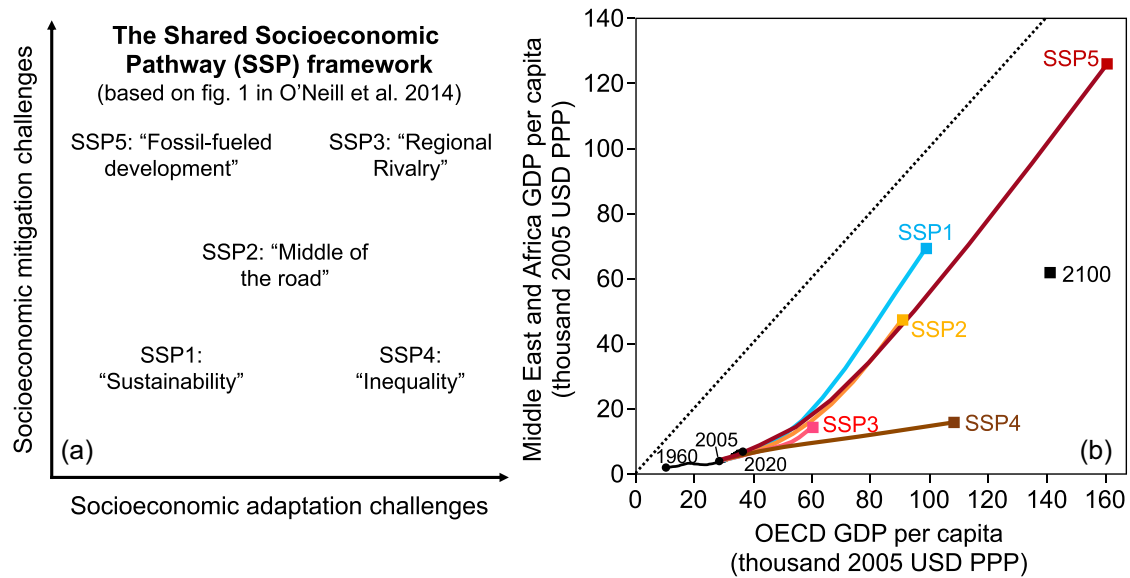 The Shared Socioeconomic
Pathway (SSP) framework
(based on fig. 1 in O’Neill et al. 2014)
SSP5: “Fossil-fueled
development”
SSP3: “Regional
Rivalry”
SSP2: “Middle of
the road”
SSP1:
“Sustainability”
SSP4:
“Inequality”
(a)
Socioeconomic mitigation challenges
Socioeconomic adaptation challenges
Middle East and Africa GDP per capita
(thousand 2005 USD PPP)
140
120
100
80
60
40
20
0
SSP5
SSP1
2100
SSP2
SSP3
SSP4
2005
1960
2020
(b)
0 20 40 60 80 100 120 140 160
OECD GDP per capita
(thousand 2005 USD PPP)